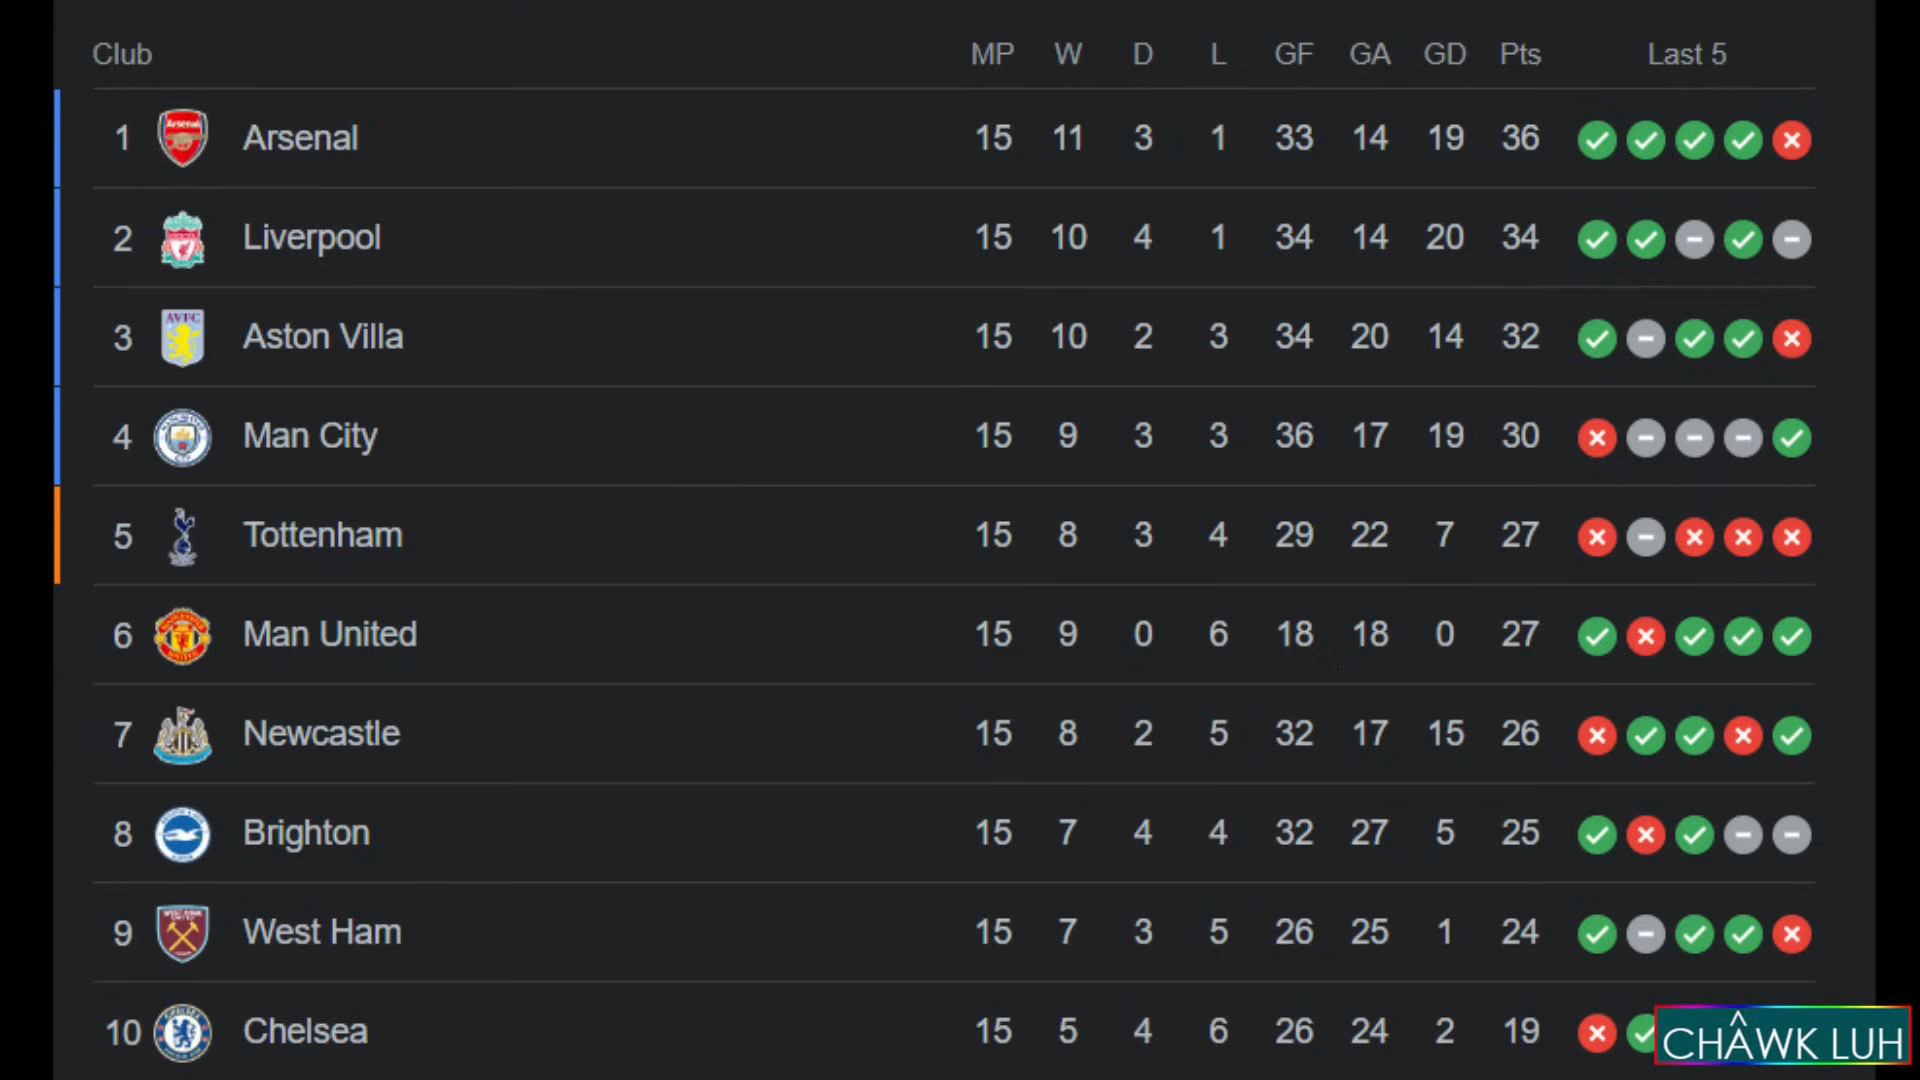 Club MP W D L GF GA GD Pts Last 5
1 Arsenal 15 11 3 1 33 14 19 36
2 Liverpool 15 10 4 1 34 14 20 34
3 AVFC Aston Villa 15 10 2 3 34 20 14 32
4 Man City 15 9 3 3 36 17 19 30
5 Tottenham 15 8 3 4 29 22 7 27
6 Man United 15 9 0 6 18 18 0 27
7 Newcastle 15 8 2 5 32 17 15 26
8 Brighton 15 7 4 4 32 27 5 25
9 West Ham 15 7 3 5 26 25 1 24
10 Chelsea 15 5 4 6 26 24 2 19
CHÂWK LUH